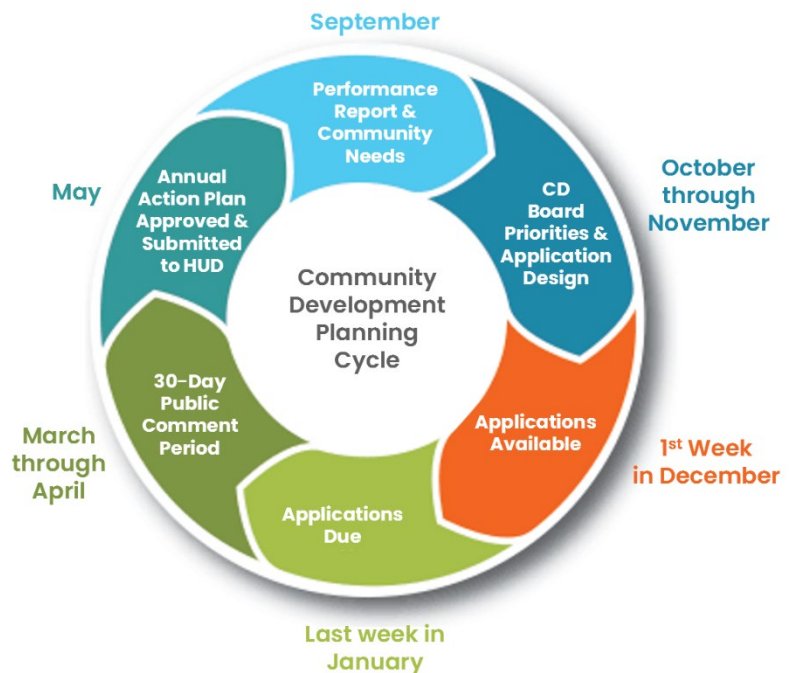 September
Performance
Report &
Community
Needs
October
through
November
CD
Board
Priorities &
Application
Design
1st Week
in December
Applications
Available
Last week in
January
Applications
Due
March
through
April
30-Day
Public
Comment
Period
May
Annual
Action Plan
Approved &
Submitted
to HUD
Community
Development
Planning
Cycle